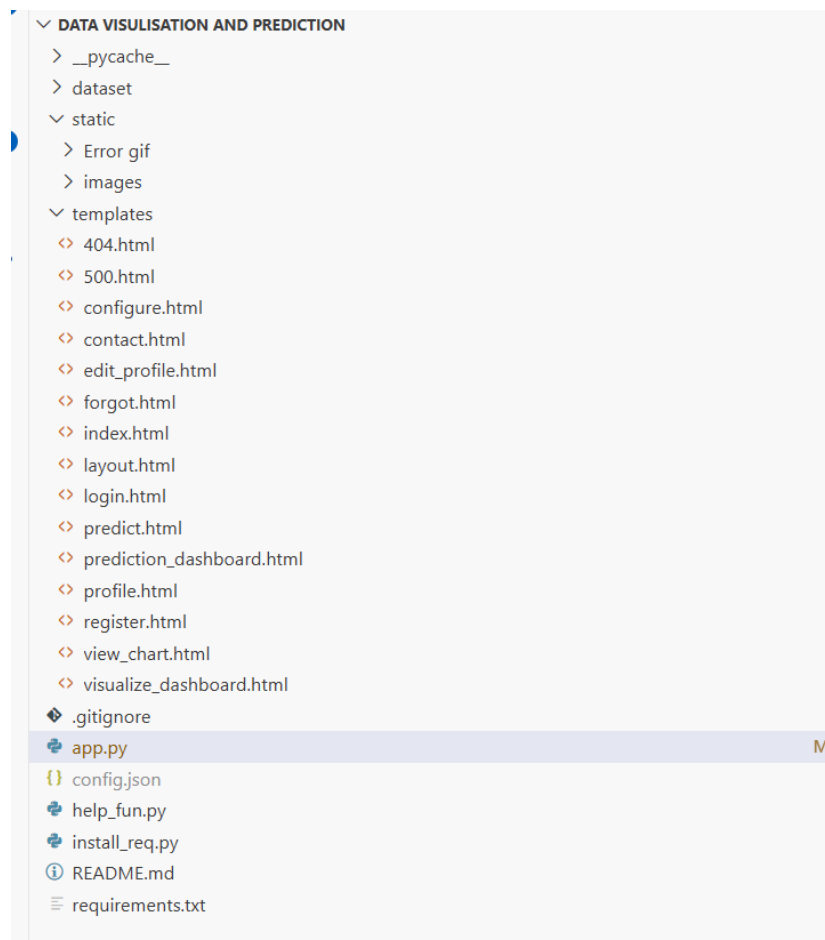 DATA VISULISATION AND PREDICTION
__pycache__
dataset
static
Error gif
images
templates
404.html
500.html
configure.html
contact.html
edit_profile.html
forgot.html
index.html
layout.html
login.html
predict.html
prediction_dashboard.html
profile.html
register.html
view_chart.html
visualize_dashboard.html
.gitignore
app.py M
{} config.json
help_fun.py
install_req.py
README.md
requirements.txt